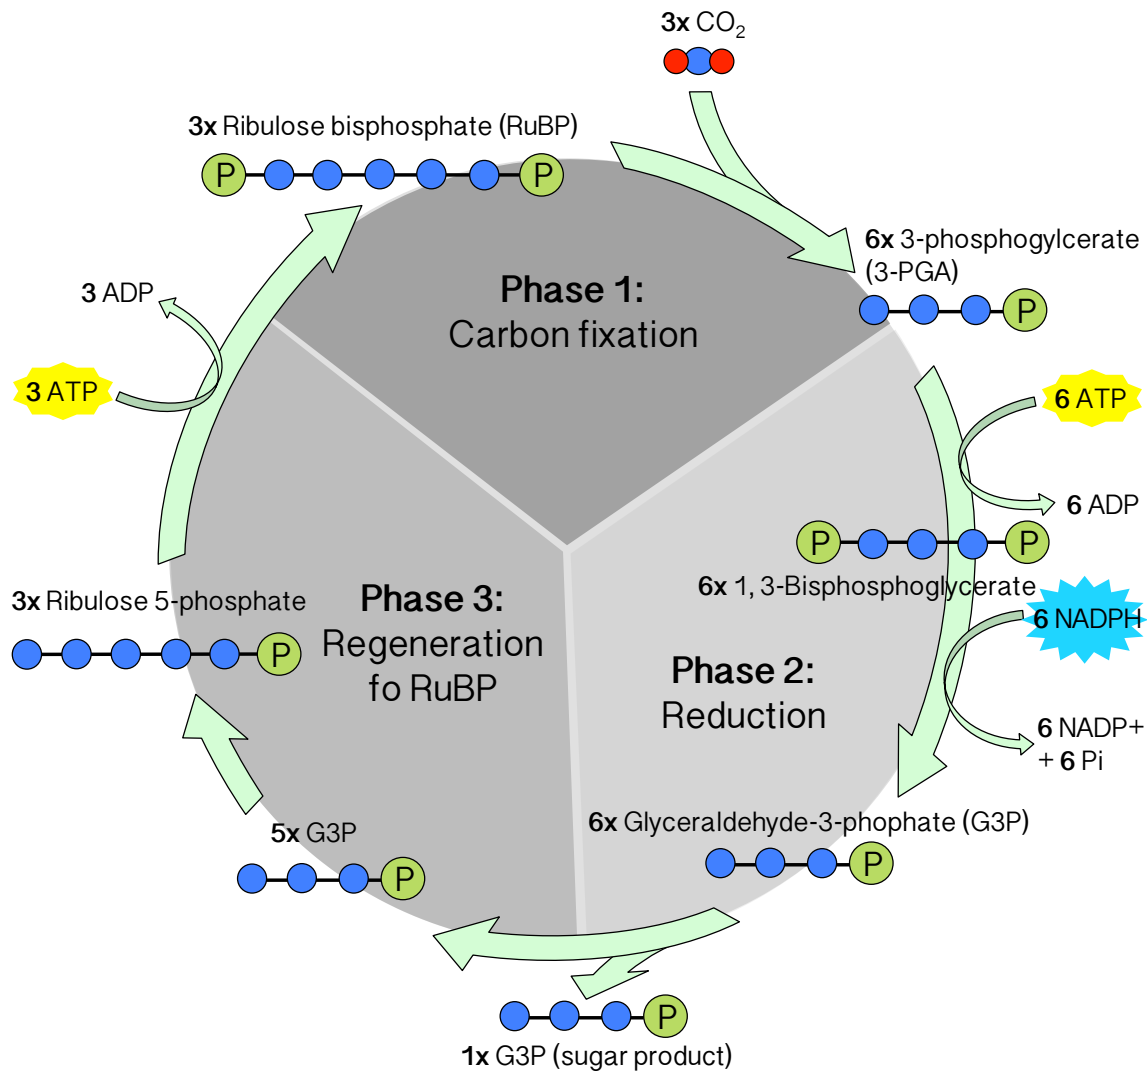 3x CO₂
3x Ribulose bisphosphate (RuBP)
P
P
6x 3-phosphogylcerate
(3-PGA)
P
Phase 1:
Carbon fixation
3 ADP
3 ATP
6 ATP
6 ADP
P
P
6x 1, 3-Bisphosphoglycerate
6 NADPH
6 NADP+
+ 6 Pi
Phase 2:
Reduction
6x Glyceraldehyde-3-phophate (G3P)
P
1x G3P (sugar product)
P
5x G3P
P
Phase 3:
Regeneration
fo RuBP
3x Ribulose 5-phosphate
P